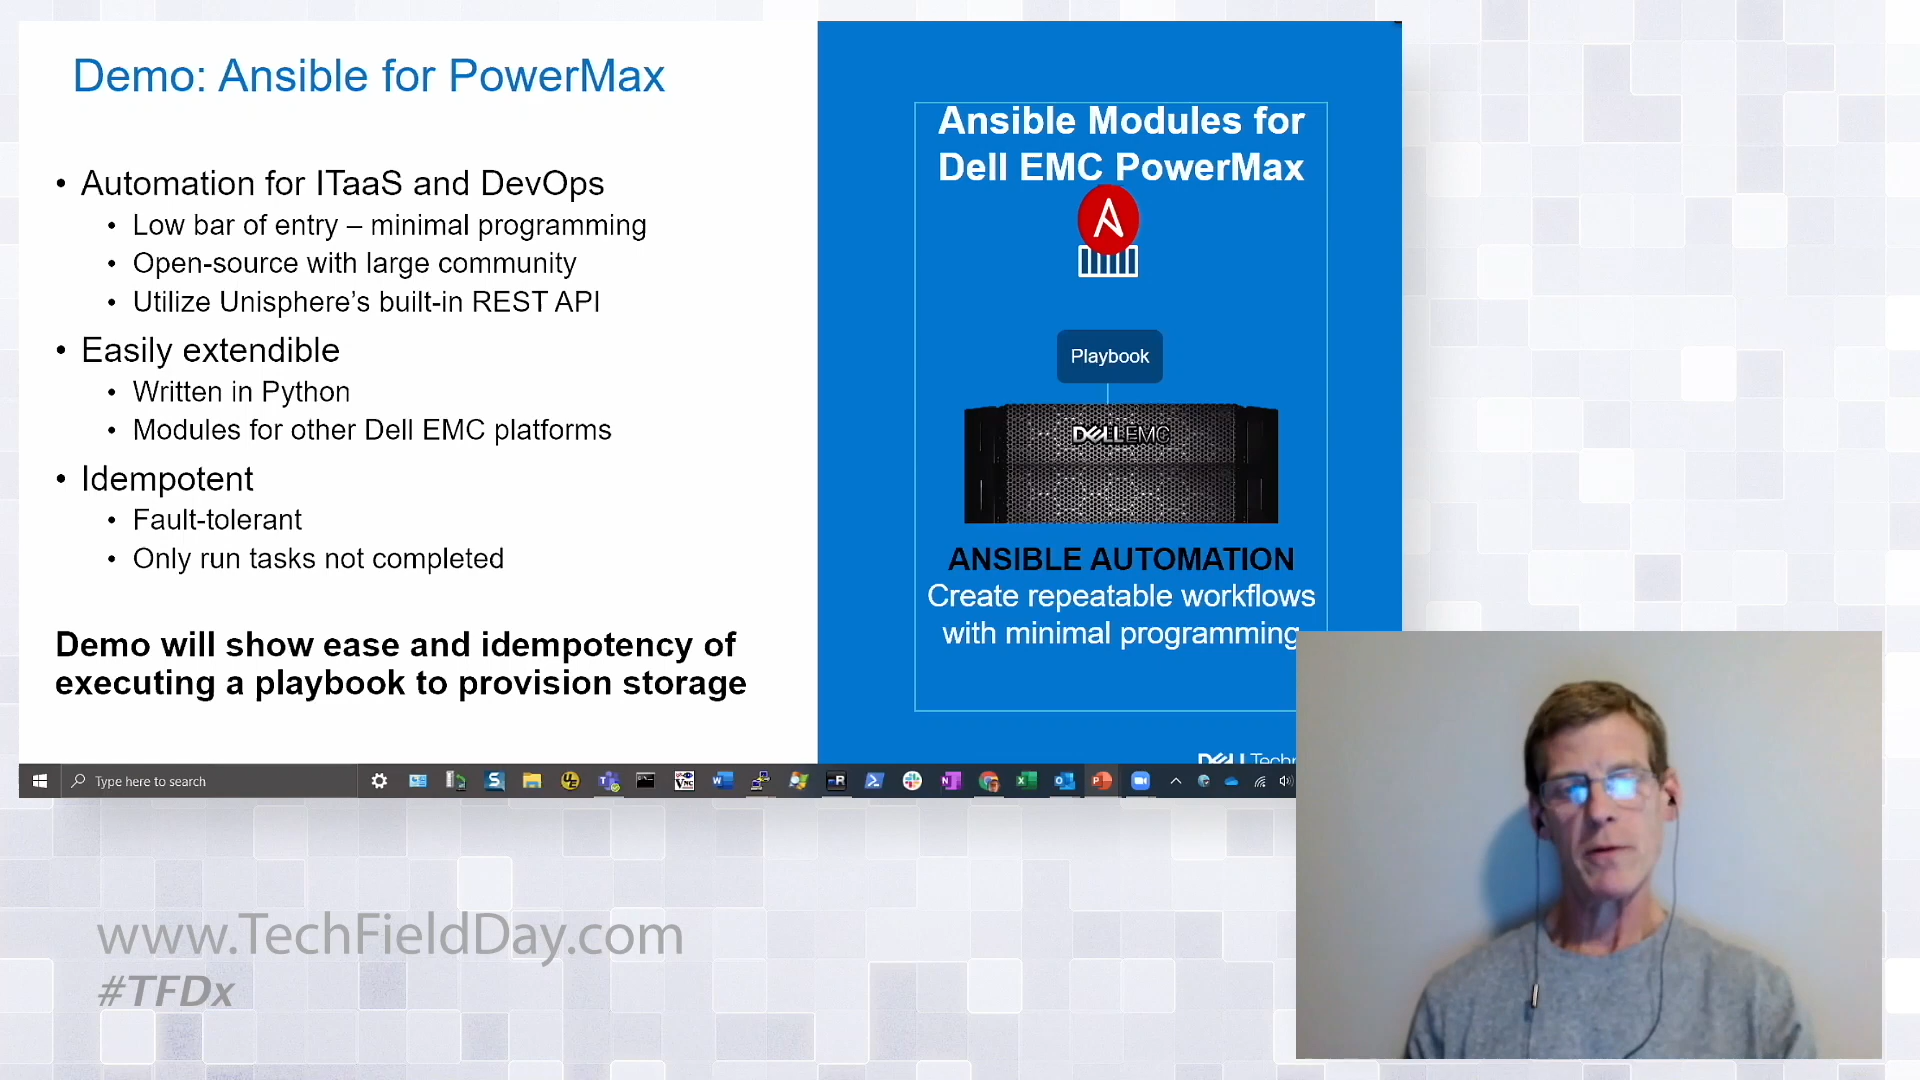 Demo: Ansible for PowerMax
• Automation for ITaaS and DevOps
• Low bar of entry – minimal programming
• Open-source with large community
• Utilize Unisphere’s built-in REST API
• Easily extendible
• Written in Python
• Modules for other Dell EMC platforms
• Idempotent
• Fault-tolerant
• Only run tasks not completed
Demo will show ease and idempotency of
executing a playbook to provision storage
Ansible Modules for
Dell EMC PowerMax
Playbook
DELLEMC
ANSIBLE AUTOMATION
Create repeatable workflows
with minimal programming
DELL
Type here to search
www.TechFieldDay.com
#TFDx